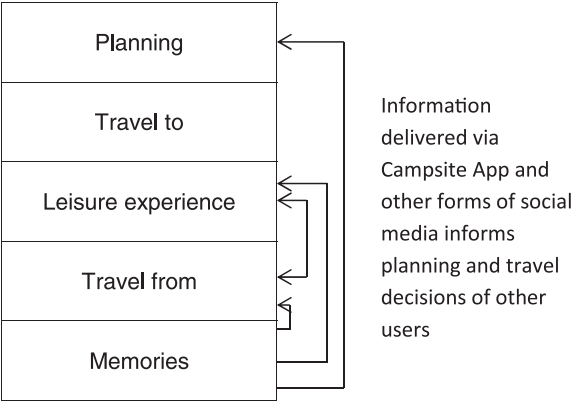 Planning
Travel to
Leisure experience
Travel from
Memories
Information
delivered via
Campsite App and
other forms of social
media informs
planning and travel
decisions of other
users